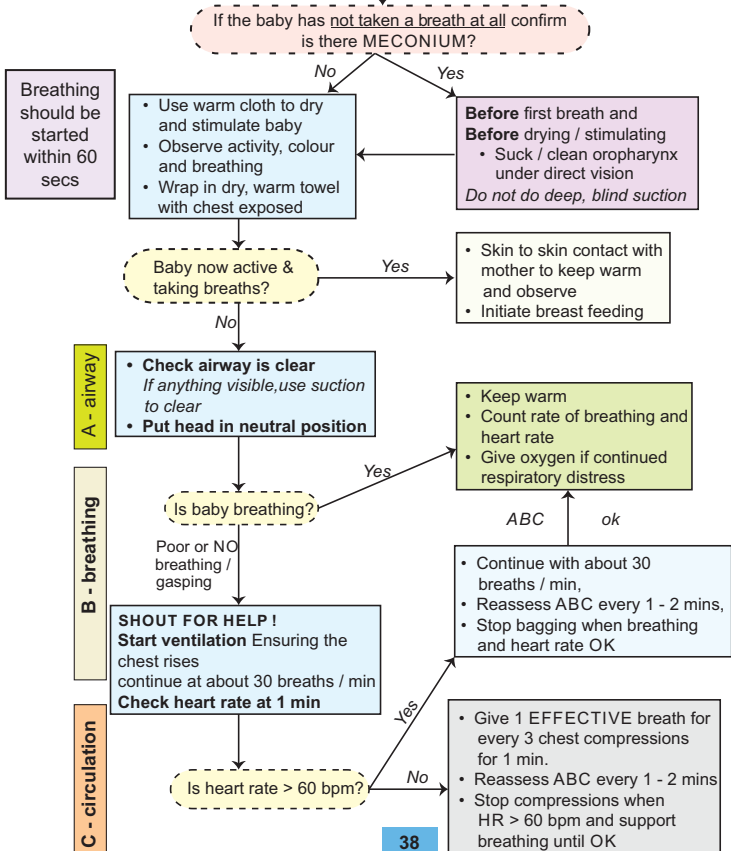 If the baby has not taken a breath at all confirm
is there MECONIUM?
No
Yes
Breathing
should be
started
within 60
secs
• Use warm cloth to dry
and stimulate baby
• Observe activity, colour
and breathing
• Wrap in dry, warm towel
with chest exposed
Before first breath and
Before drying / stimulating
• Suck / clean oropharynx
under direct vision
Do not do deep, blind suction
Baby now active &
taking breaths?
Yes
• Skin to skin contact with
mother to keep warm
and observe
• Initiate breast feeding
No
A - airway
• Check airway is clear
If anything visible,use suction
to clear
• Put head in neutral position
• Keep warm
• Count rate of breathing and
heart rate
• Give oxygen if continued
respiratory distress
Yes
B - breathing
Is baby breathing?
ABC ok
Poor or NO
breathing /
gasping
• Continue with about 30
breaths / min,
• Reassess ABC every 1 - 2 mins,
• Stop bagging when breathing
and heart rate OK
SHOUT FOR HELP !
Start ventilation Ensuring the
chest rises
continue at about 30 breaths / min
Check heart rate at 1 min
Yes
C - circulation
Is heart rate > 60 bpm?
No
• Give 1 EFFECTIVE breath for
every 3 chest compressions
for 1 min.
• Reassess ABC every 1 - 2 mins
• Stop compressions when
HR > 60 bpm and support
breathing until OK
38